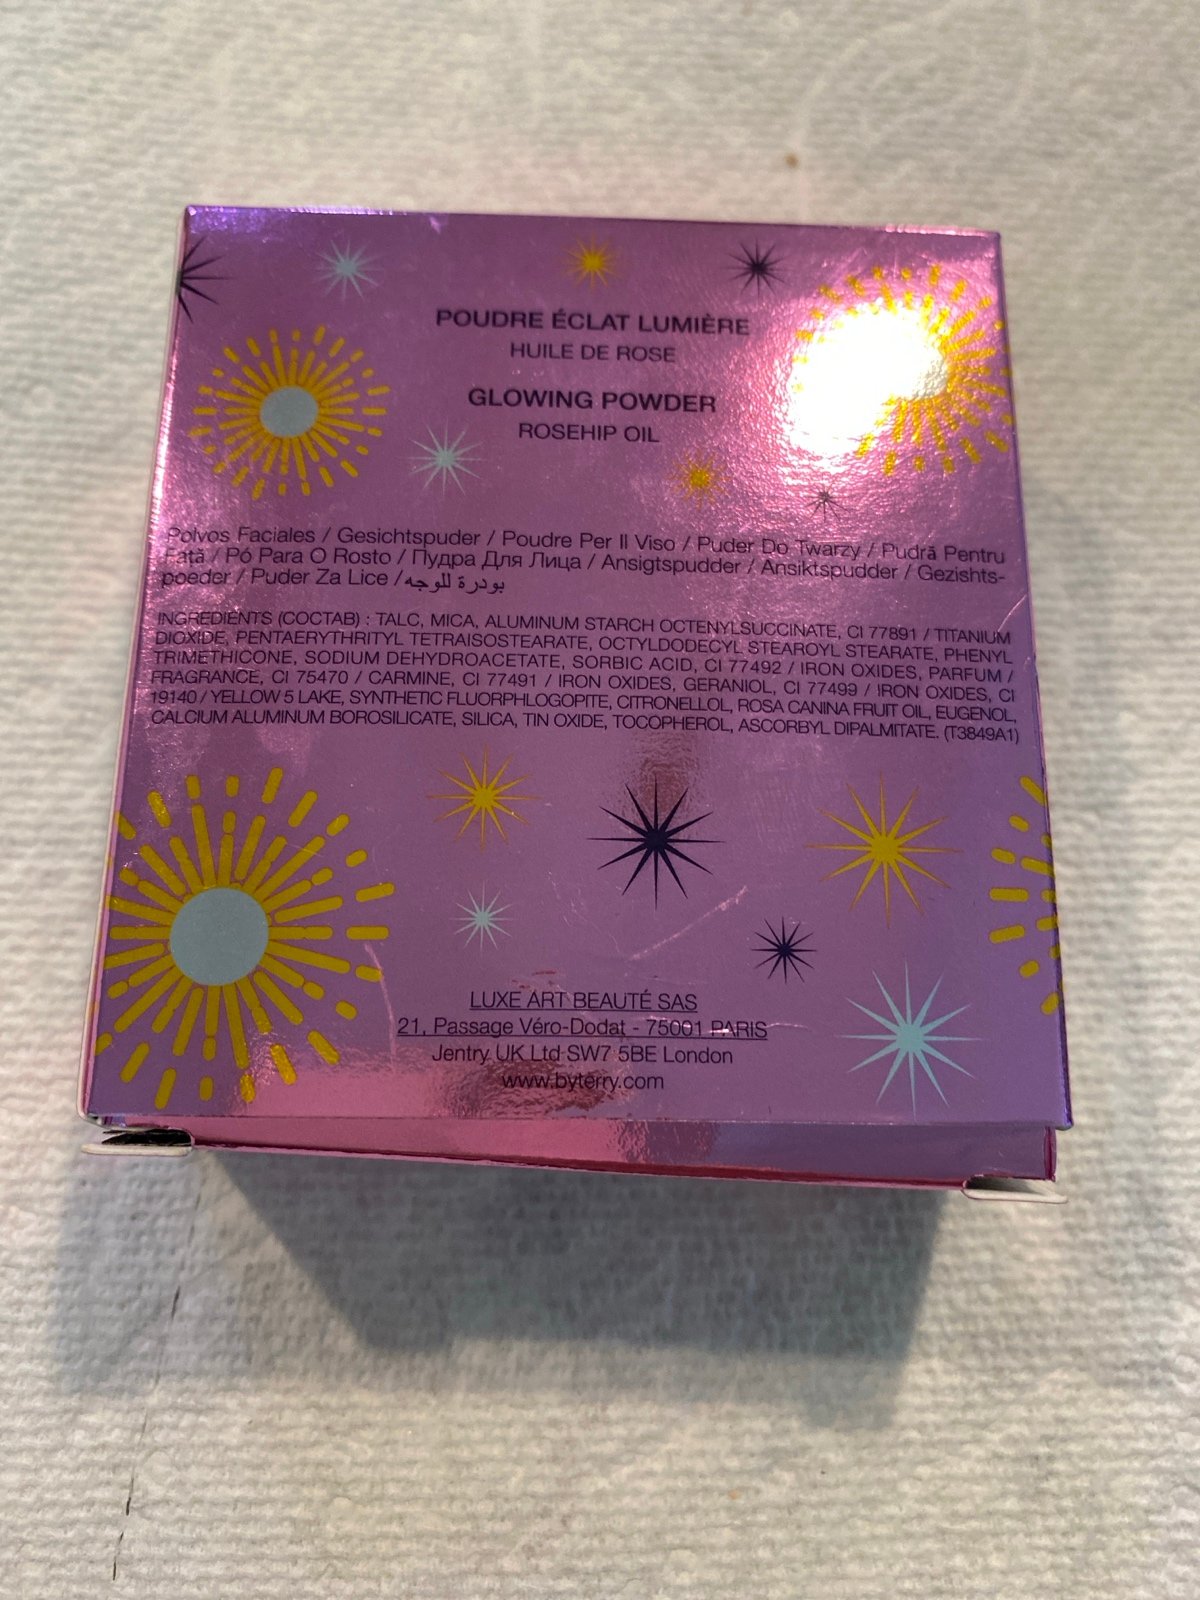 POUDRE ÉCLAT LUMIÈRE
HUILE DE ROSE
GLOWING POWDER
ROSEHIP OIL
Polvos Faciales / Gesichtspuder / Poudre Per Il Viso / Puder Do Twarzy / Pudră Pentru
Față / Pó Para O Rosto / Пудра Для Лица / Ansigtspudder / Ansiktspudder / Gezishts-
poeder / Puder Za Lice / بودرة للوجه
INGREDIENTS (COCTAB) : TALC, MICA, ALUMINUM STARCH OCTENYLSUCCINATE, CI 77891 / TITANIUM
DIOXIDE, PENTAERYTHRITYL TETRAISOSTEARATE, OCTYLDODECYL STEAROYL STEARATE, PHENYL
TRIMETHICONE, SODIUM DEHYDROACETATE, SORBIC ACID, CI 77492 / IRON OXIDES, PARFUM /
FRAGRANCE, CI 75470 / CARMINE, CI 77491 / IRON OXIDES, GERANIOL, CI 77499 / IRON OXIDES, CI
19140 / YELLOW 5 LAKE, SYNTHETIC FLUORPHLOGOPITE, CITRONELLOL, ROSA CANINA FRUIT OIL, EUGENOL,
CALCIUM ALUMINUM BOROSILICATE, SILICA, TIN OXIDE, TOCOPHEROL, ASCORBYL DIPALMITATE. (T3849A1)
LUXE ART BEAUTÉ SAS
21, Passage Véro-Dodat - 75001 PARIS
Jentry UK Ltd SW7 5BE London
www.byterry.com